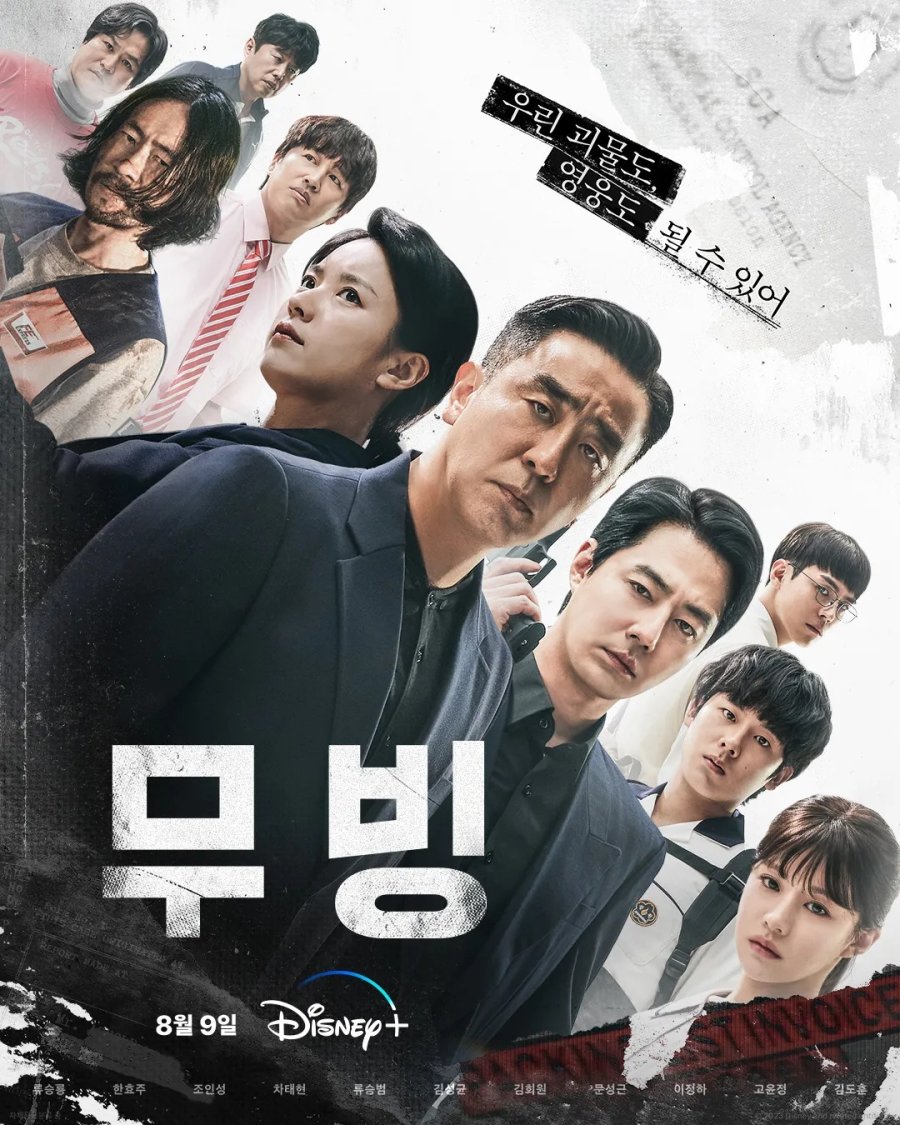 우린 괴물도,
영웅도 될 수 있어
무빙
8월 9일 Disney+
류승룡 한효주 조인성 차태현 류승범 김성균 김희원 문성근 이정하 고윤정 김도훈